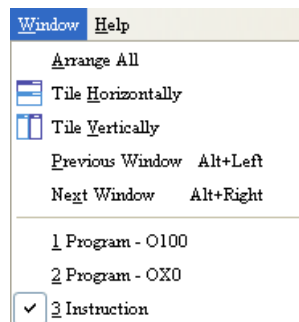 Window Help
Arrange All
Tile Horizontally
Tile Vertically
Previous Window Alt+Left
Next Window Alt+Right
1 Program - O100
2 Program - OX0
3 Instruction